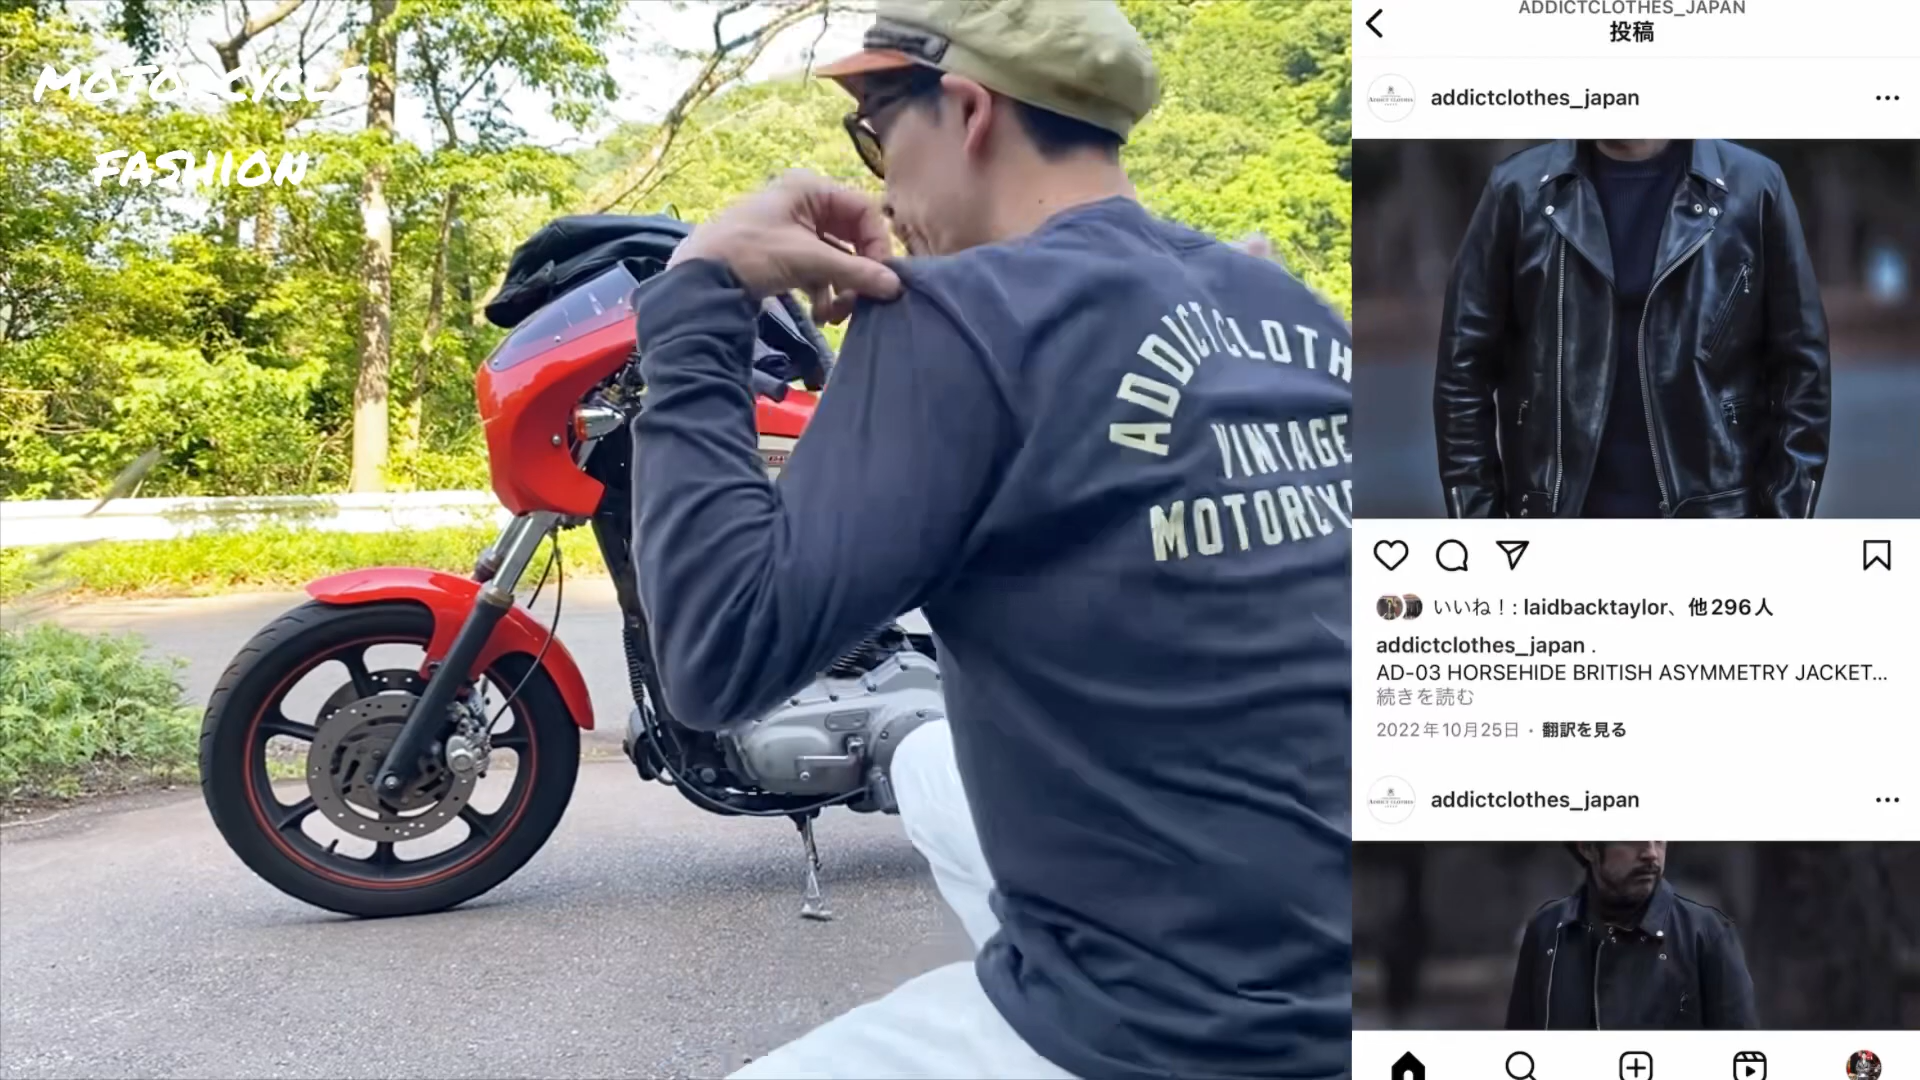 MOTORCYCLE
FASHION
ADDICTCLOTH
VINTAGE
MOTORCYC
ADDICTCLOTHES_JAPAN
投稿
addictclothes_japan
いいね！: laidbacktaylor、他296人
addictclothes_japan .
AD-03 HORSEHIDE BRITISH ASYMMETRY JACKET...
続きを読む
2022年10月25日 · 翻訳を見る
addictclothes_japan